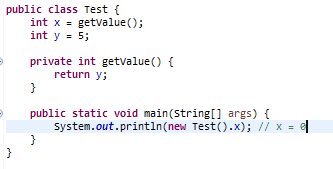 public class Test {
    int x = getValue();
    int y = 5;

    private int getValue() {
        return y;
    }

    public static void main(String[] args) {
        System.out.println(new Test().x); // x = 0
    }
}